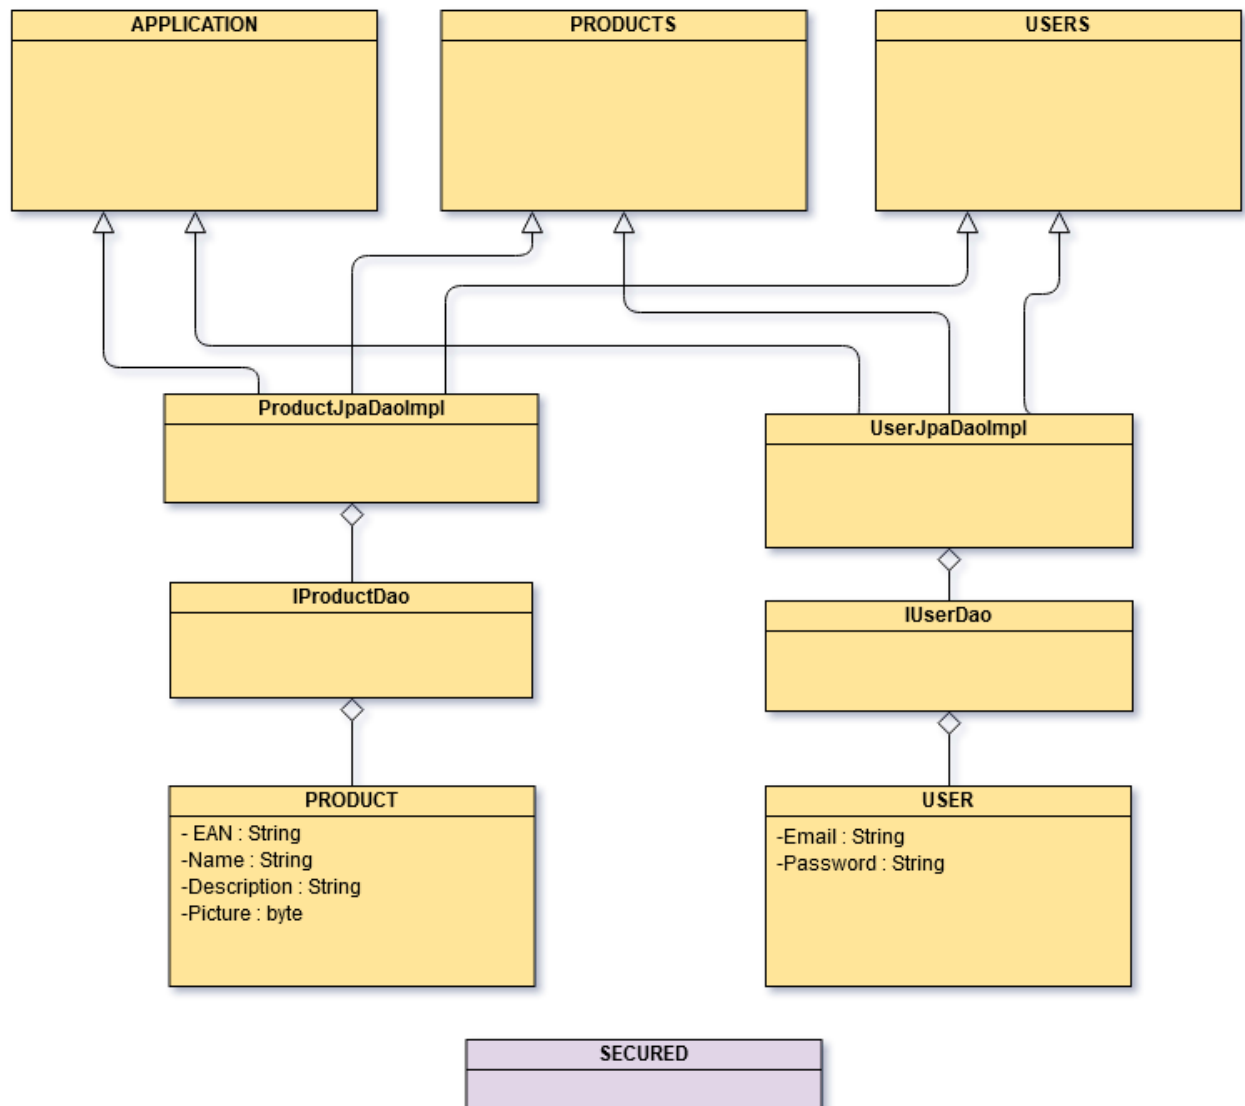 APPLICATION
PRODUCTS
USERS
ProductJpaDaoImpl
UserJpaDaoImpl
IProductDao
IUserDao
PRODUCT
- EAN : String
-Name : String
-Description : String
-Picture : byte
USER
-Email : String
-Password : String
SECURED